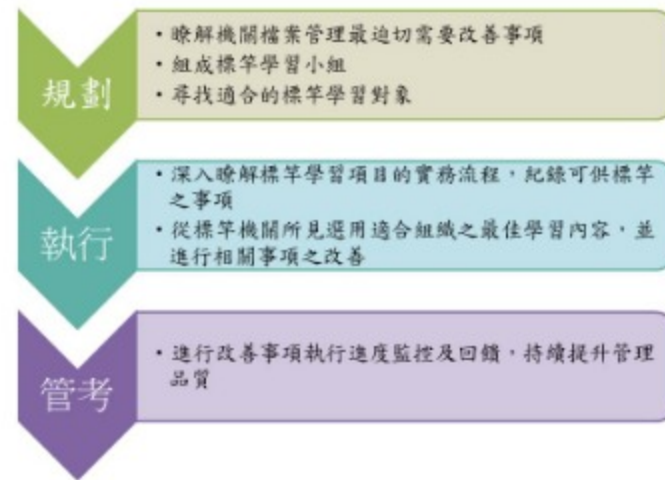 規劃
・瞭解機關檔案管理最迫切需要改善事項
・組成標竿學習小組
・尋找適合的標竿學習對象
執行
・深入瞭解標竿學習項目的實務流程，紀錄可供標竿
之事項
・從標竿機關所見選用適合組織之最佳學習內容，並
進行相關事項之改善
管考
・進行改善事項執行進度監控及回饋，持續提升管理
品質